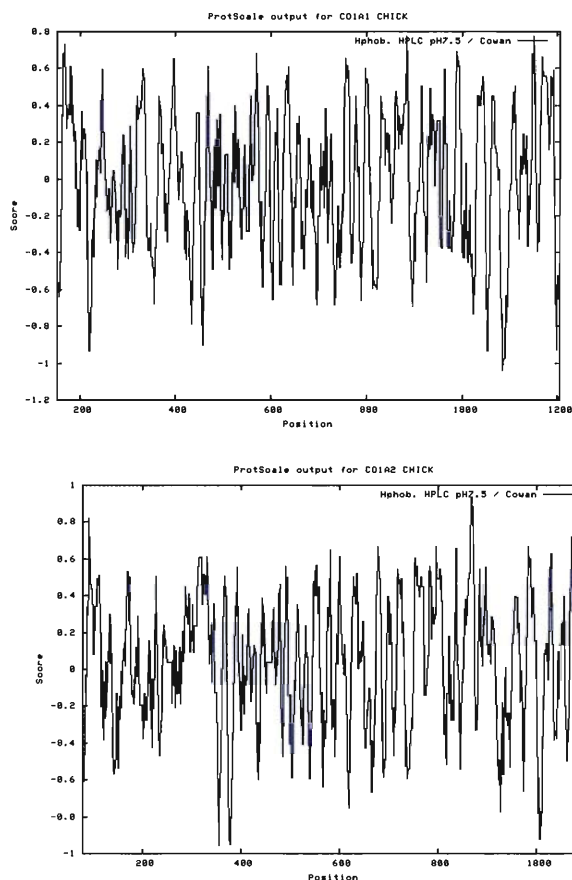 ProtScale output for CO1A1 CHICK
Hphob. HPLC pH7.5 / Cowan
0.8
0.6
0.4
0.2
0
-0.2
-0.4
-0.6
-0.8
-1
-1.2
Score
200 400 600 800 1000 1200
Position
ProtScale output for CO1A2 CHICK
Hphob. HPLC pH7.5 / Cowan
1
0.8
0.6
0.4
0.2
0
-0.2
-0.4
-0.6
-0.8
-1
Score
200 400 600 800 1000
Position